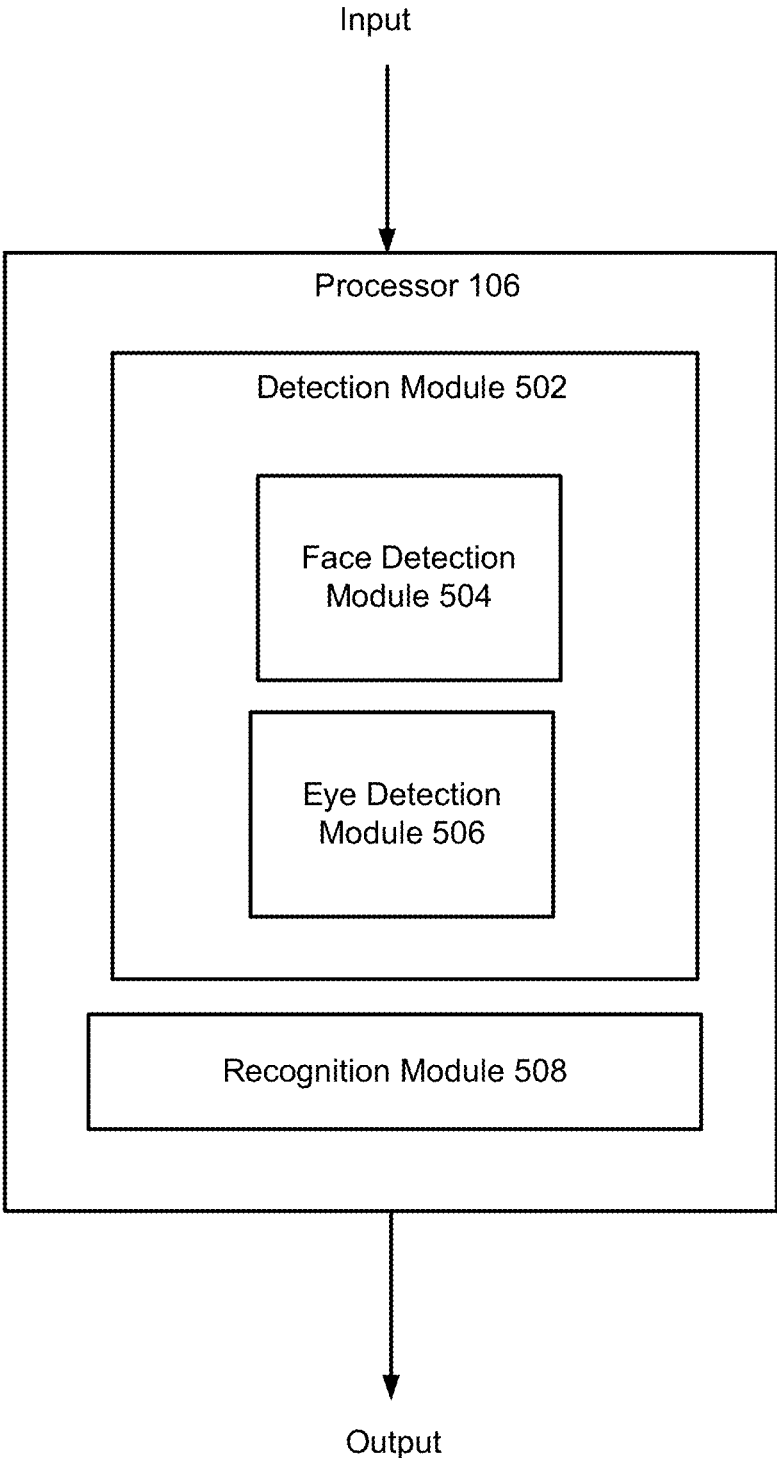 Input
Processor 106
Detection Module 502
Face Detection
Module 504
Eye Detection
Module 506
Recognition Module 508
Output